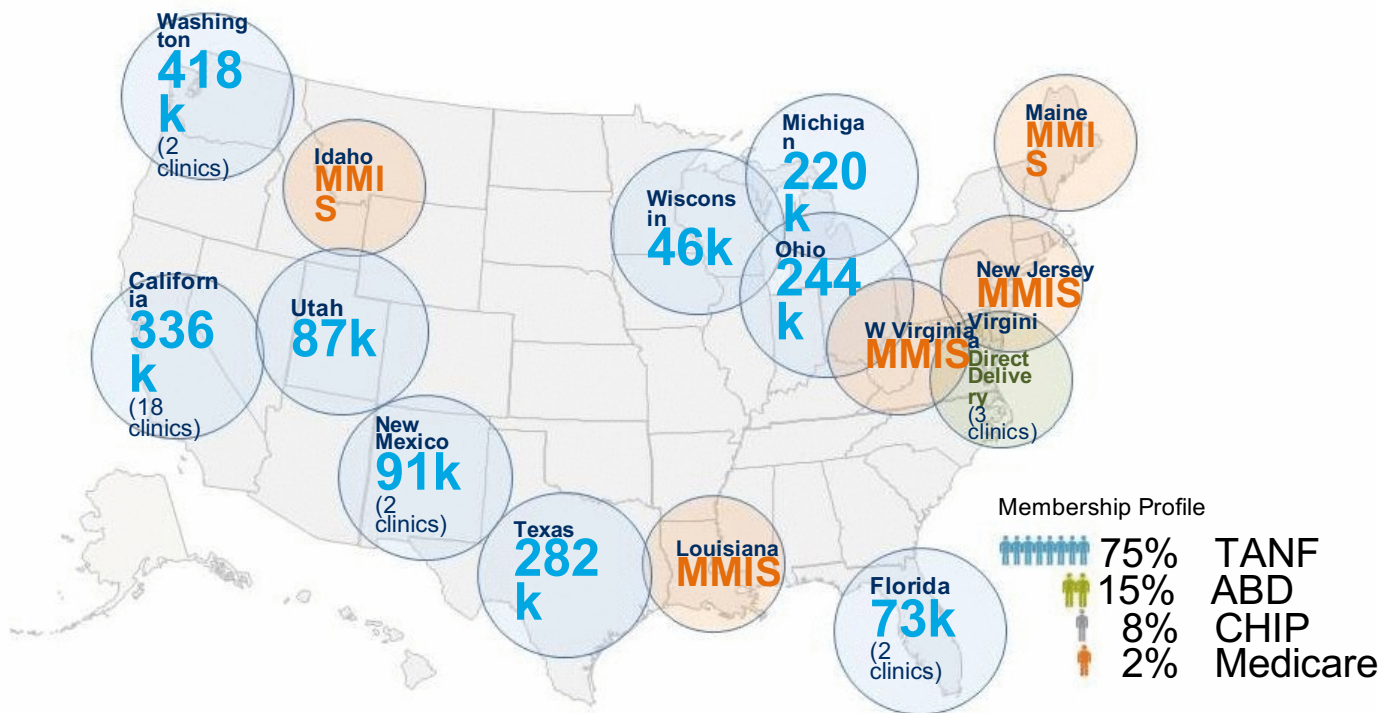 Washing
ton
418
k
(2
clinics)
Idaho
MMI
S
Californ
ia
336
k
(18
clinics)
Utah
87k
New
Mexico
91k
(2
clinics)
Texas
282
k
Louisiana
MMIS
Wiscons
in
46k
Michiga
n
220
k
Ohio
244
k
Maine
MMI
S
New Jersey
MMIS
W Virginia
MMIS
Virgini
a
Direct
Delive
ry
(3
clinics)
Florida
73k
(2
clinics)
Membership Profile
75% TANF
15% ABD
8% CHIP
2% Medicare